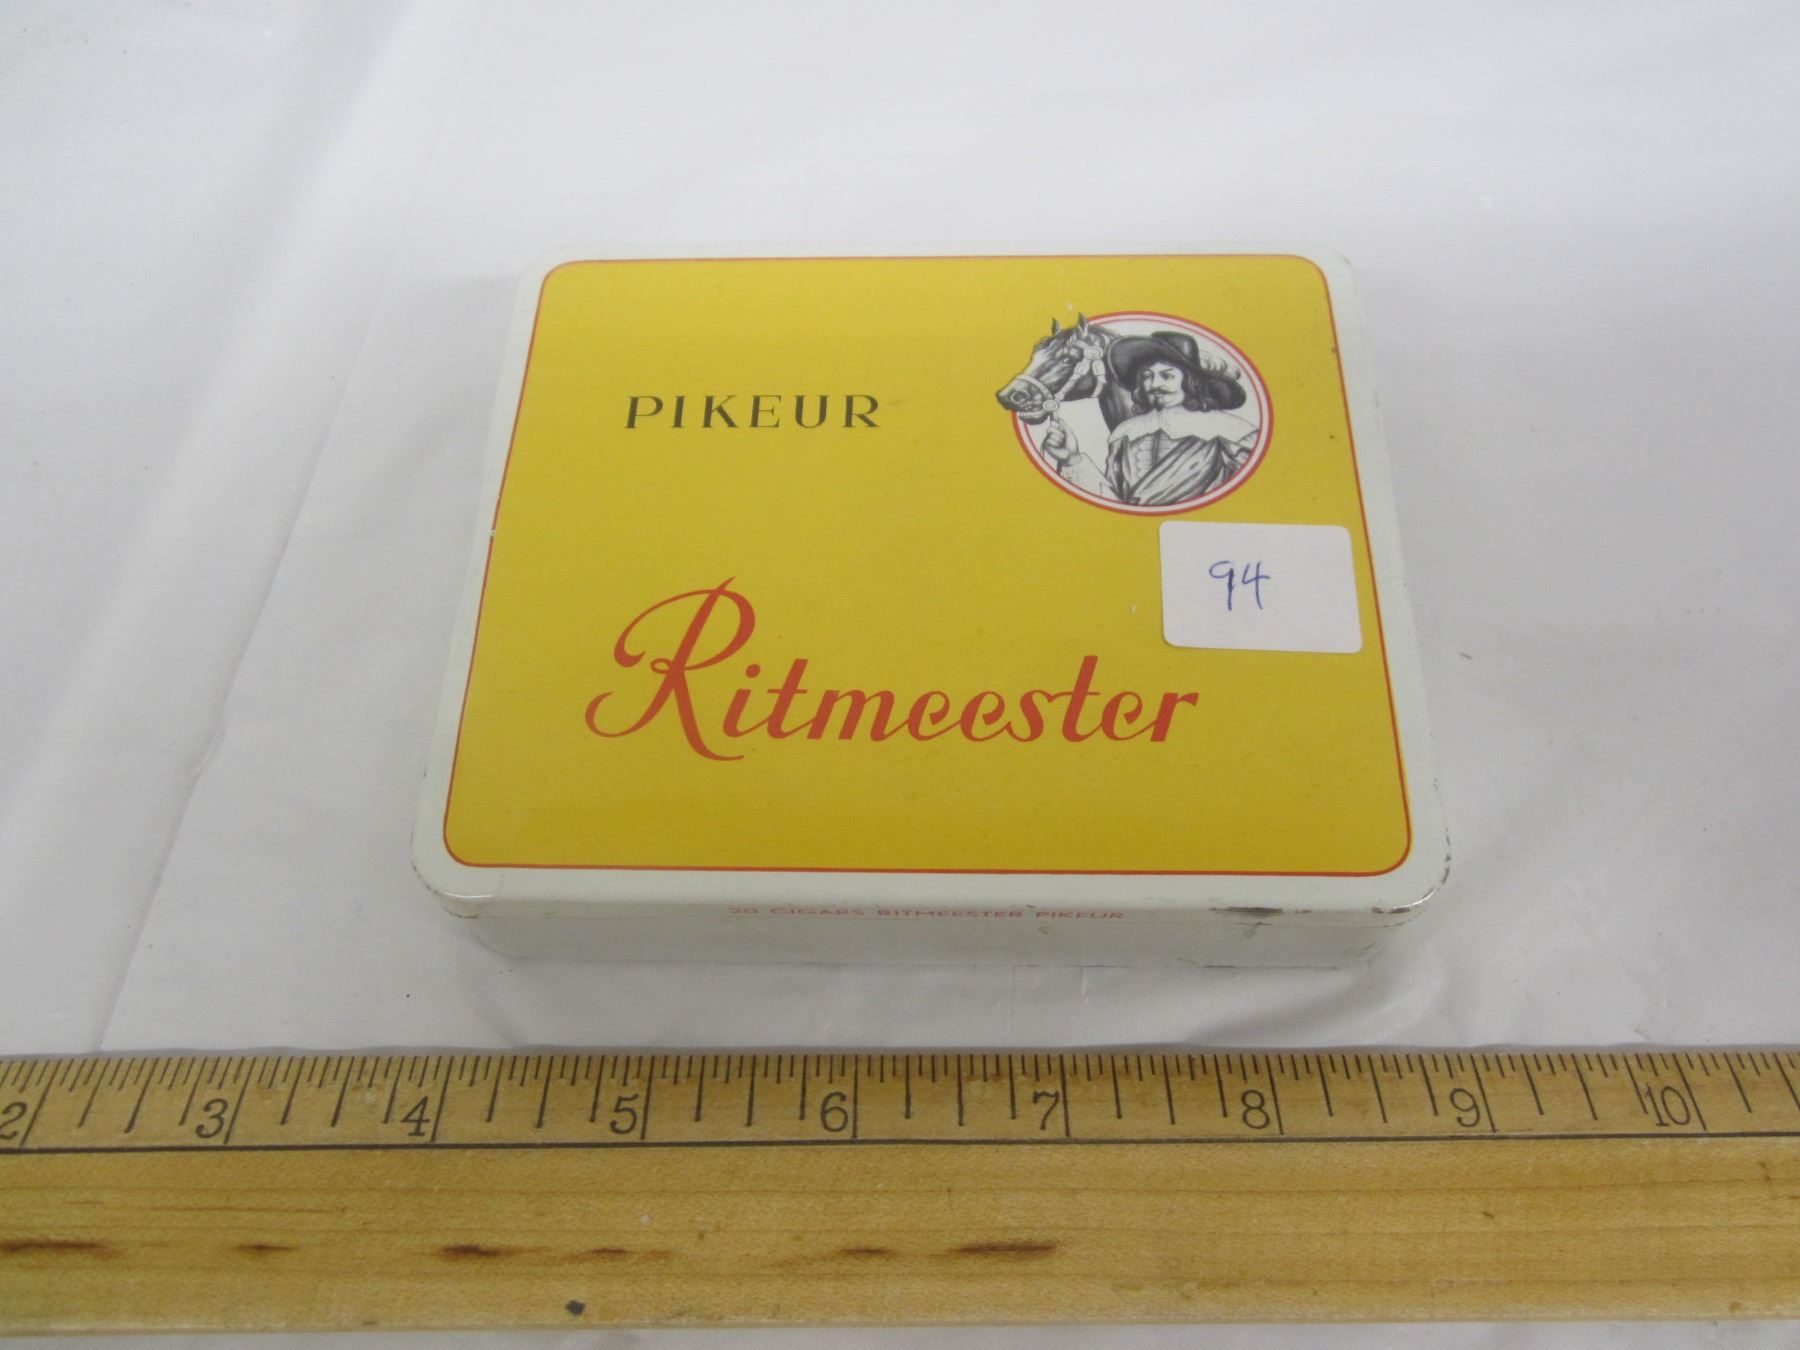 PIKEUR
94
Ritmeester
20 CIGARS RITMEESTER PIKEUR
2 3 4 5 6 7 8 9 10